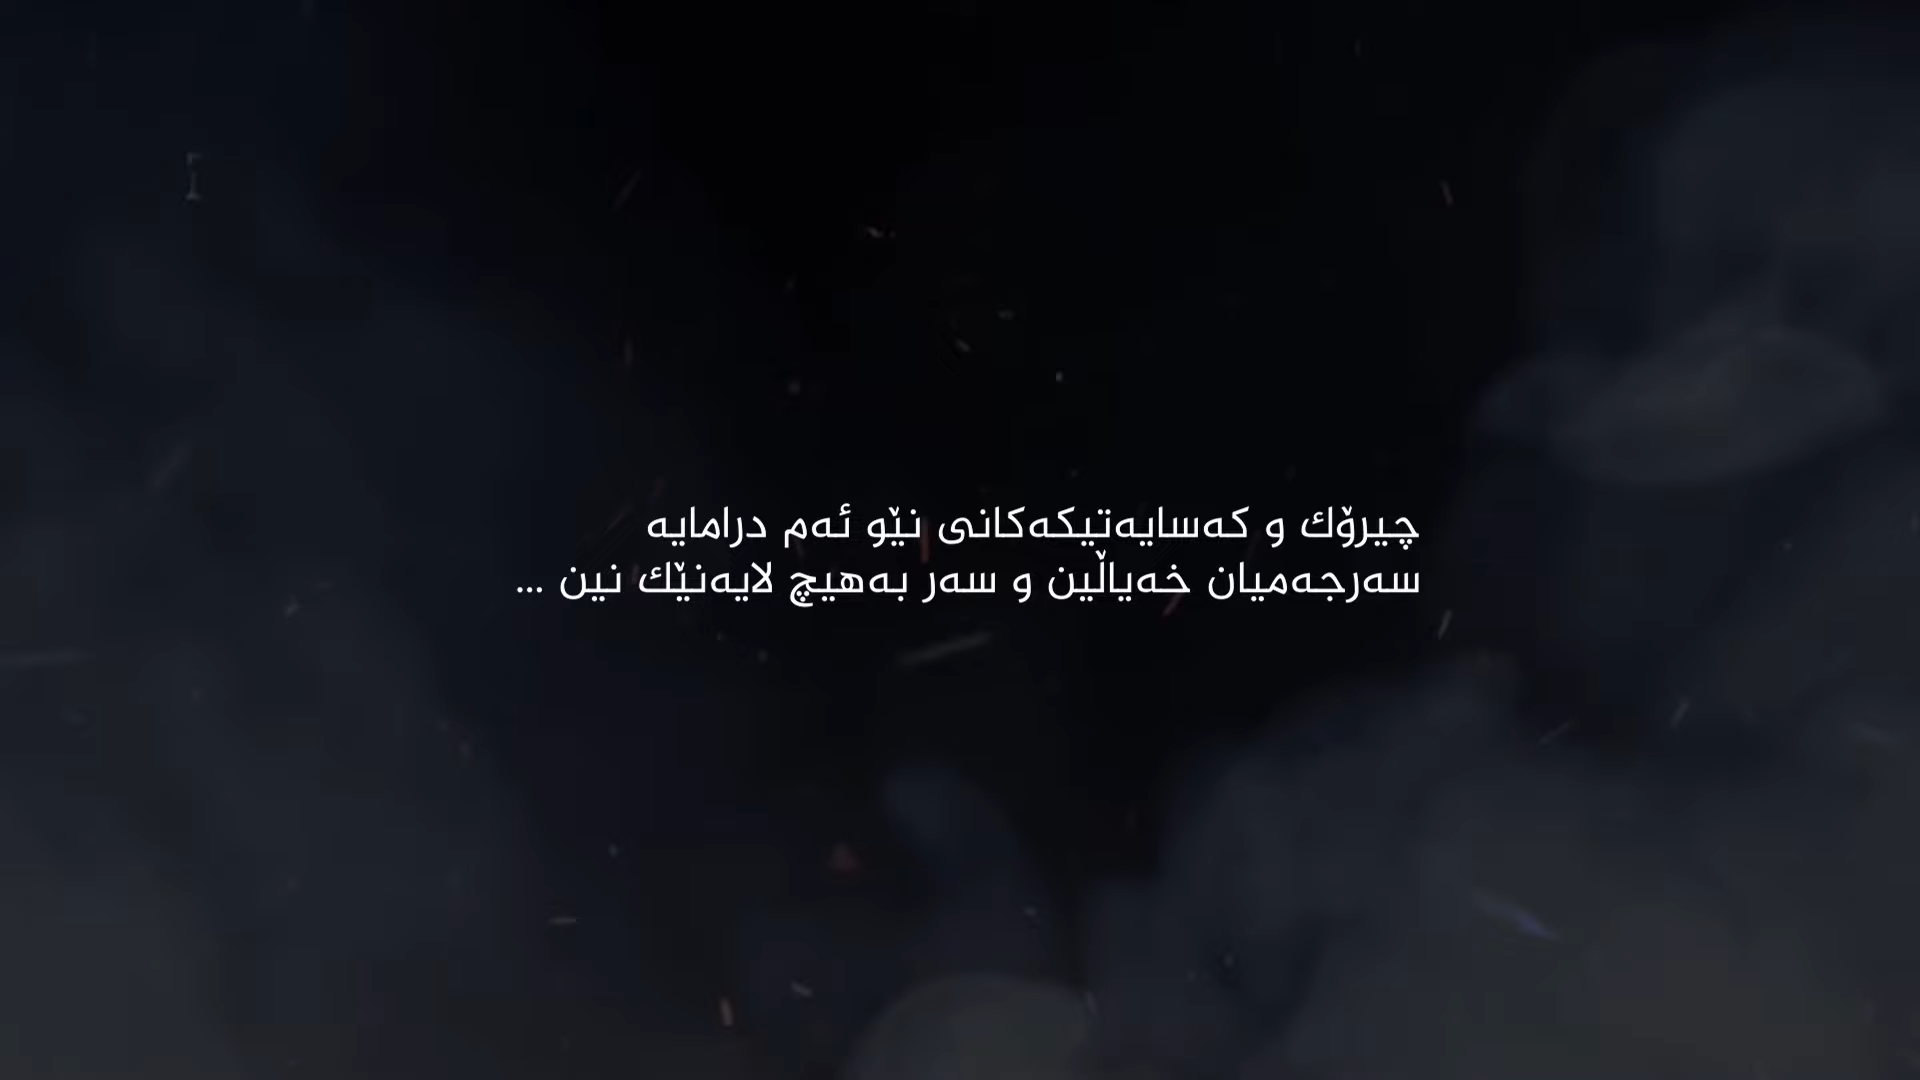 چیرۆك و کەسایەتیکەکانی نێو ئەم درامایە
سەرجەمیان خەیاڵین و سەر بەهیچ لایەنێك نین ...